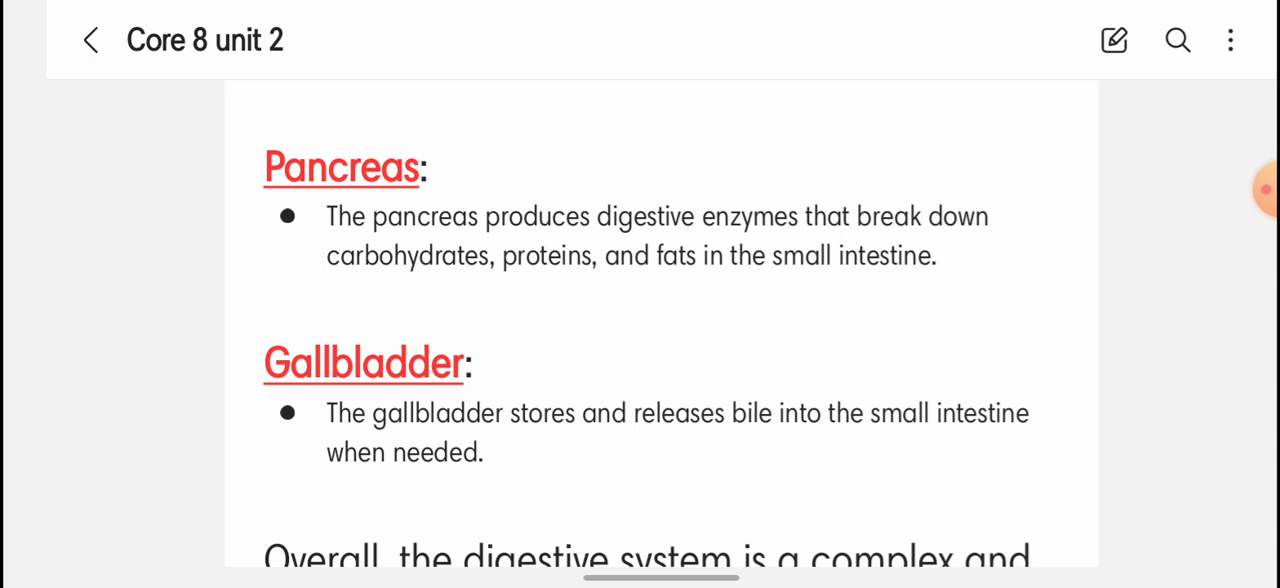 Core 8 unit 2
Pancreas:
● The pancreas produces digestive enzymes that break down
carbohydrates, proteins, and fats in the small intestine.
Gallbladder:
● The gallbladder stores and releases bile into the small intestine
when needed.
Overall, the digestive system is a complex and